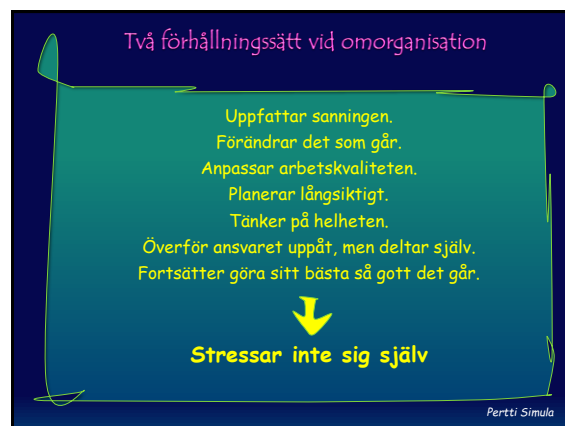 Två förhållningssätt vid omorganisation
Uppfattar sanningen.
Förändrar det som går.
Anpassar arbetskvaliteten.
Planerar långsiktigt.
Tänker på helheten.
Överför ansvaret uppåt, men deltar själv.
Fortsätter göra sitt bästa så gott det går.
Stressar inte sig själv
Pertti Simula